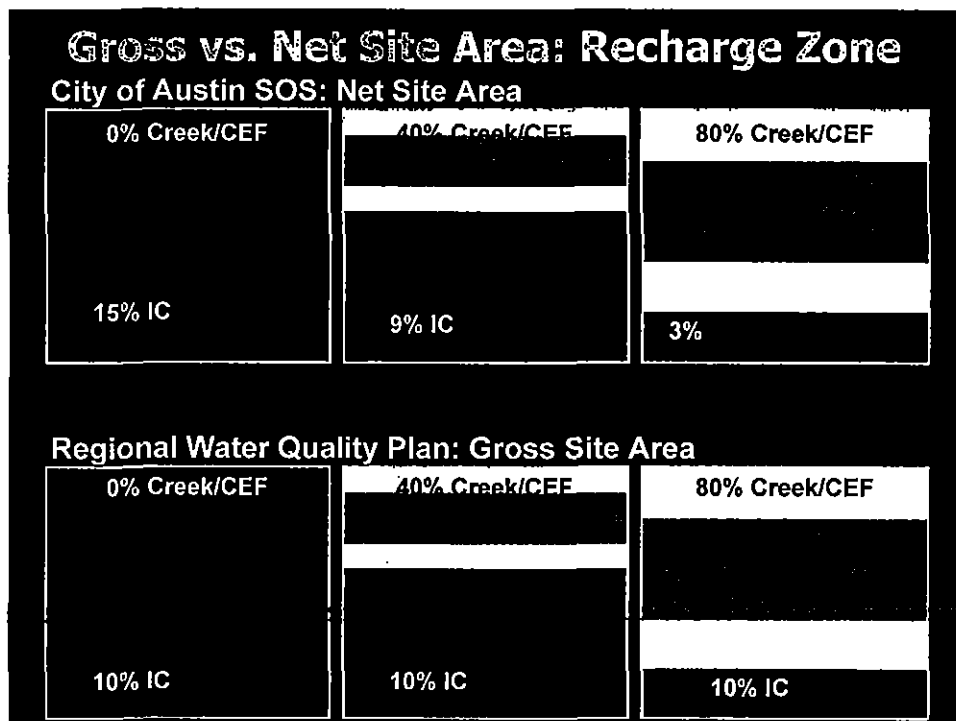 Gross vs. Net Site Area: Recharge Zone
City of Austin SOS: Net Site Area
0% Creek/CEF
40% Creek/CEF
80% Creek/CEF
15% IC
9% IC
3%
Regional Water Quality Plan: Gross Site Area
0% Creek/CEF
40% Creek/CEF
80% Creek/CEF
10% IC
10% IC
10% IC